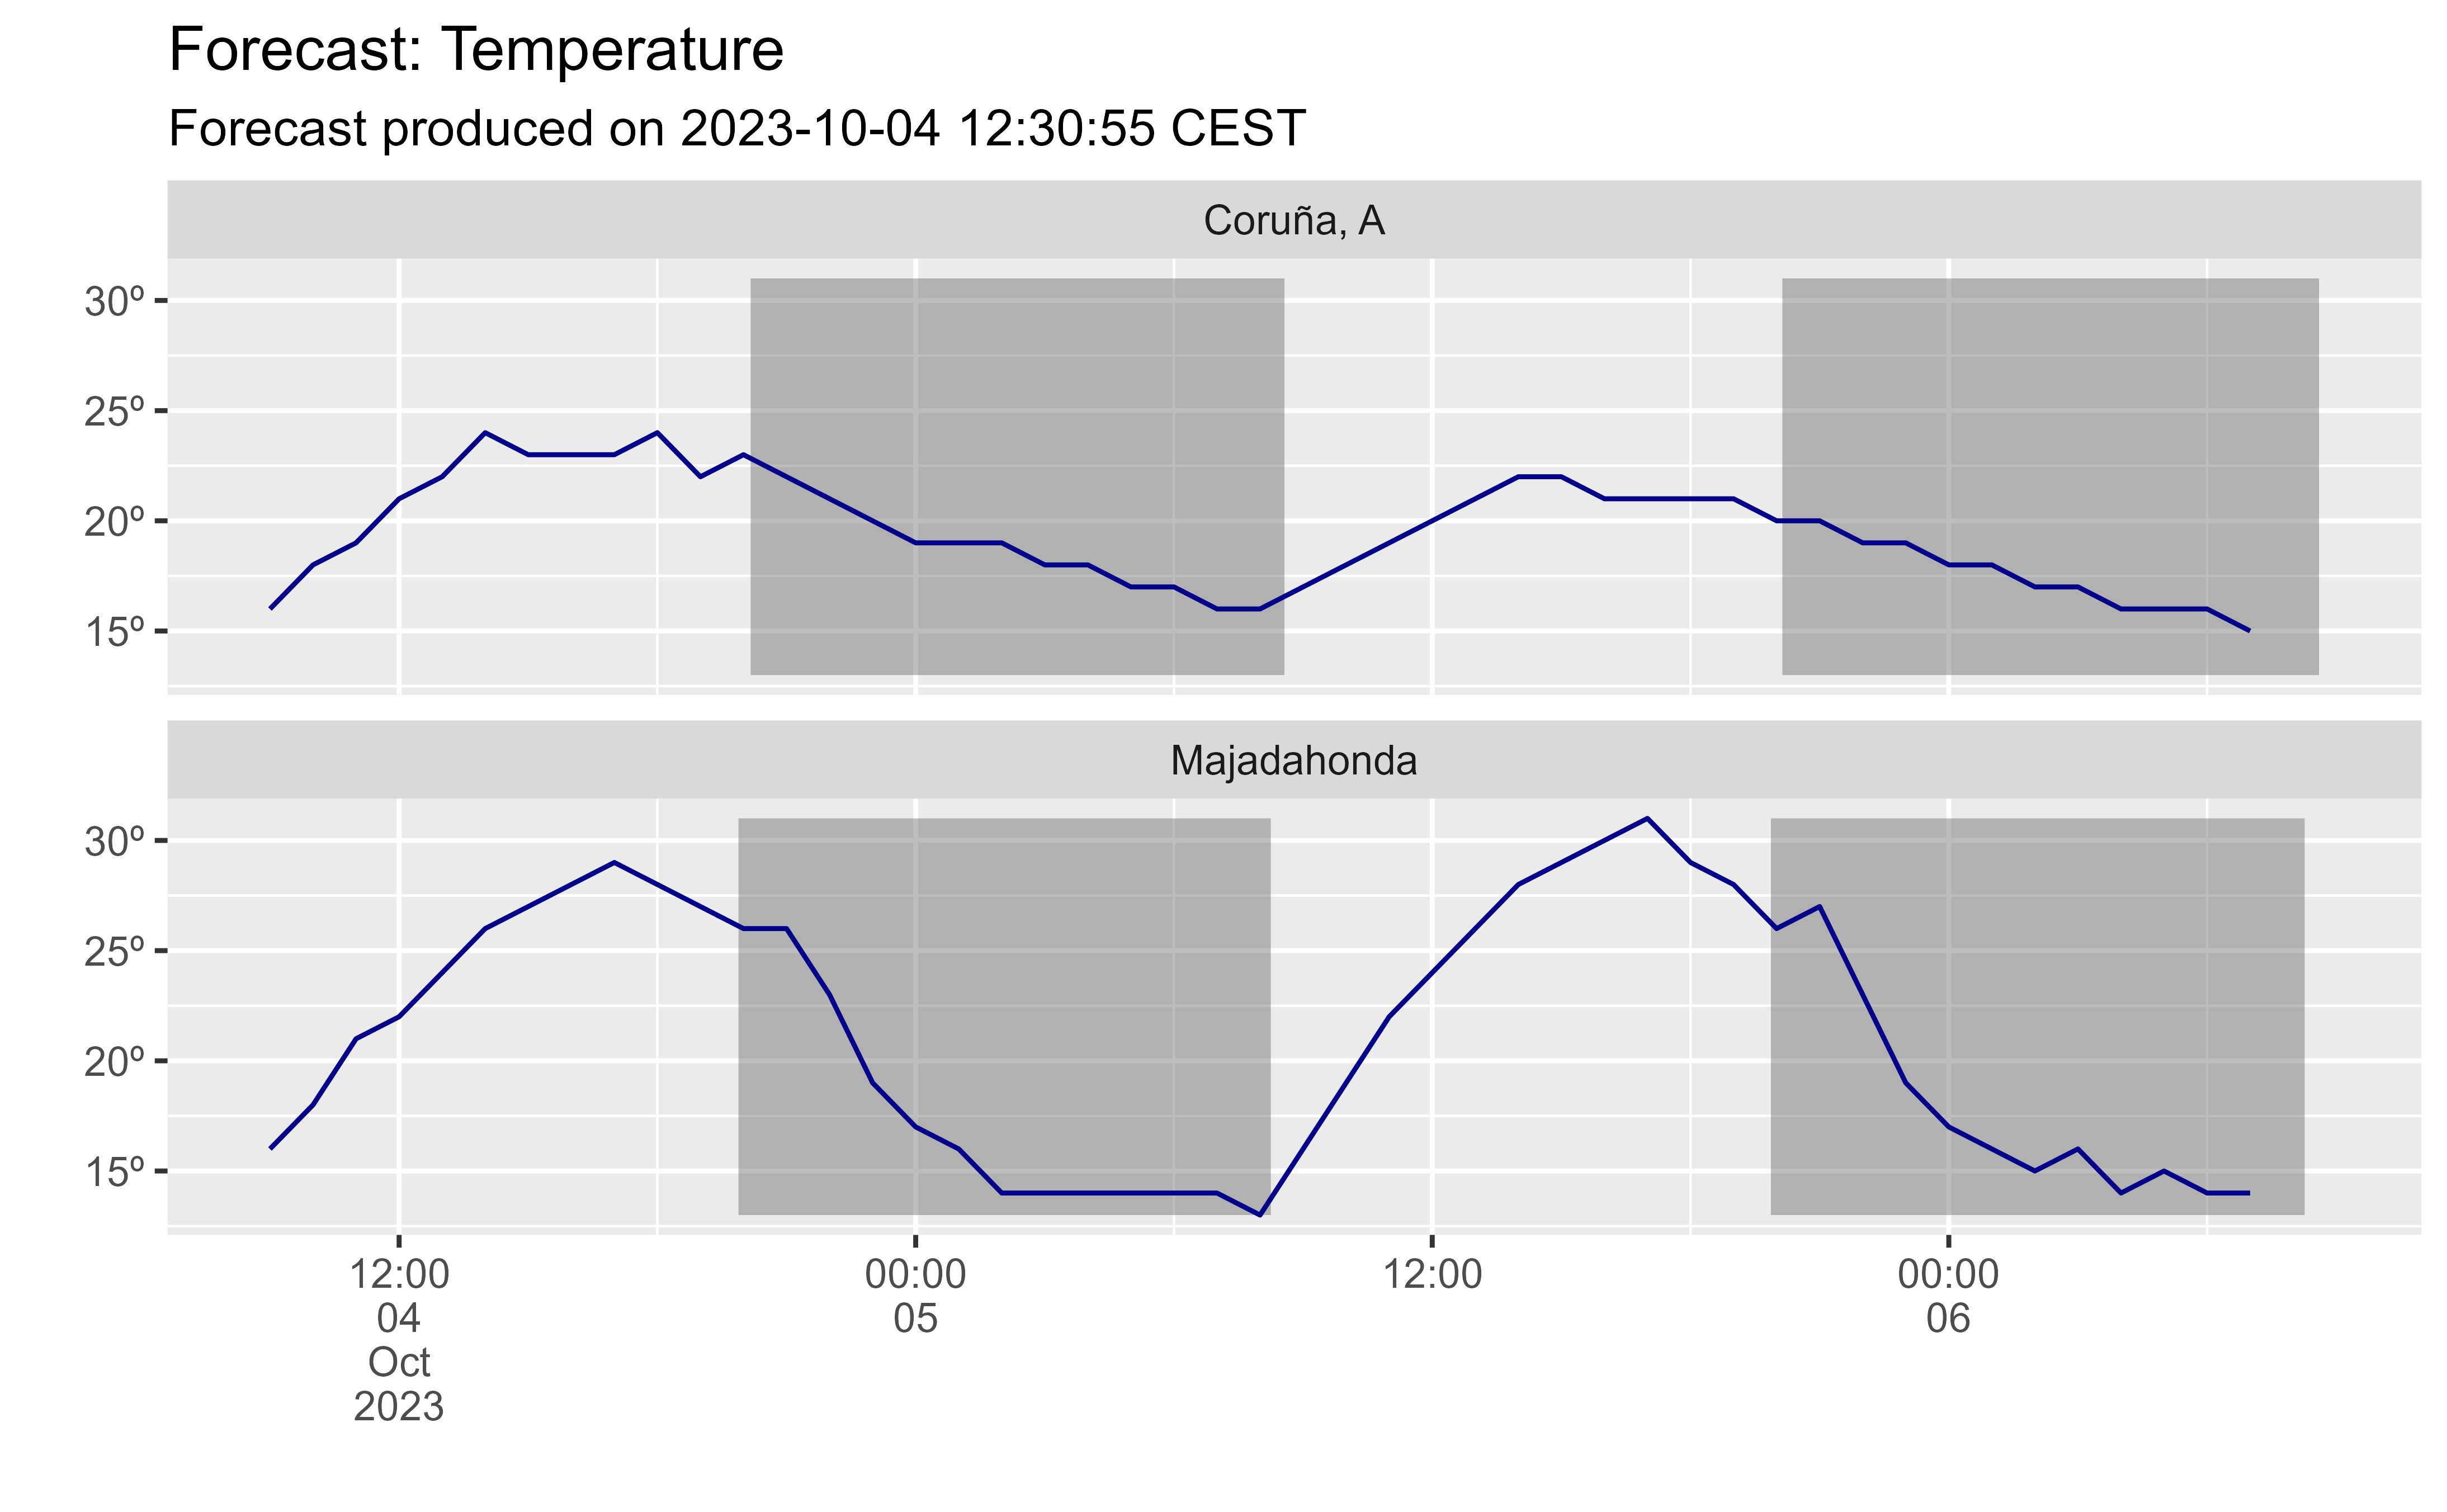 Forecast: Temperature
Forecast produced on 2023-10-04 12:30:55 CEST
Coruña, A
30º
25º
20º
15º
Majadahonda
30º
25º
20º
15º
12:00 00:00 12:00 00:00
04 05 06
Oct
2023